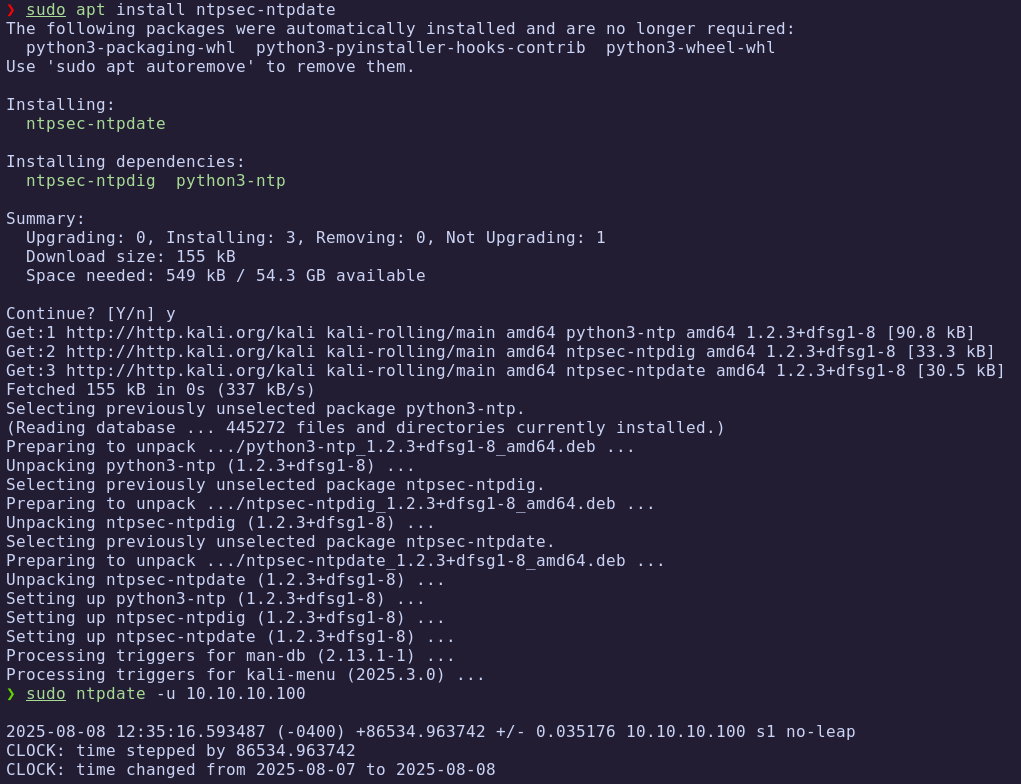 ❯ sudo apt install ntpsec-ntpdate
The following packages were automatically installed and are no longer required:
  python3-packaging-whl  python3-pyinstaller-hooks-contrib  python3-wheel-whl
Use 'sudo apt autoremove' to remove them.

Installing:
  ntpsec-ntpdate

Installing dependencies:
  ntpsec-ntpdig  python3-ntp

Summary:
  Upgrading: 0, Installing: 3, Removing: 0, Not Upgrading: 1
  Download size: 155 kB
  Space needed: 549 kB / 54.3 GB available

Continue? [Y/n] y
Get:1 http://http.kali.org/kali kali-rolling/main amd64 python3-ntp amd64 1.2.3+dfsg1-8 [90.8 kB]
Get:2 http://http.kali.org/kali kali-rolling/main amd64 ntpsec-ntpdig amd64 1.2.3+dfsg1-8 [33.3 kB]
Get:3 http://http.kali.org/kali kali-rolling/main amd64 ntpsec-ntpdate amd64 1.2.3+dfsg1-8 [30.5 kB]
Fetched 155 kB in 0s (337 kB/s)
Selecting previously unselected package python3-ntp.
(Reading database ... 445272 files and directories currently installed.)
Preparing to unpack .../python3-ntp_1.2.3+dfsg1-8_amd64.deb ...
Unpacking python3-ntp (1.2.3+dfsg1-8) ...
Selecting previously unselected package ntpsec-ntpdig.
Preparing to unpack .../ntpsec-ntpdig_1.2.3+dfsg1-8_amd64.deb ...
Unpacking ntpsec-ntpdig (1.2.3+dfsg1-8) ...
Selecting previously unselected package ntpsec-ntpdate.
Preparing to unpack .../ntpsec-ntpdate_1.2.3+dfsg1-8_amd64.deb ...
Unpacking ntpsec-ntpdate (1.2.3+dfsg1-8) ...
Setting up python3-ntp (1.2.3+dfsg1-8) ...
Setting up ntpsec-ntpdig (1.2.3+dfsg1-8) ...
Setting up ntpsec-ntpdate (1.2.3+dfsg1-8) ...
Processing triggers for man-db (2.13.1-1) ...
Processing triggers for kali-menu (2025.3.0) ...
❯ sudo ntpdate -u 10.10.10.100

2025-08-08 12:35:16.593487 (-0400) +86534.963742 +/- 0.035176 10.10.10.100 s1 no-leap
CLOCK: time stepped by 86534.963742
CLOCK: time changed from 2025-08-07 to 2025-08-08